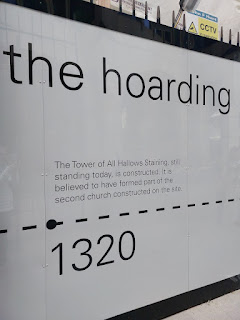 CCTV
the hoarding
The Tower of All Hallows Staining, still
standing today, is constructed. It is
believed to have formed part of the
second church constructed on the site.
1320